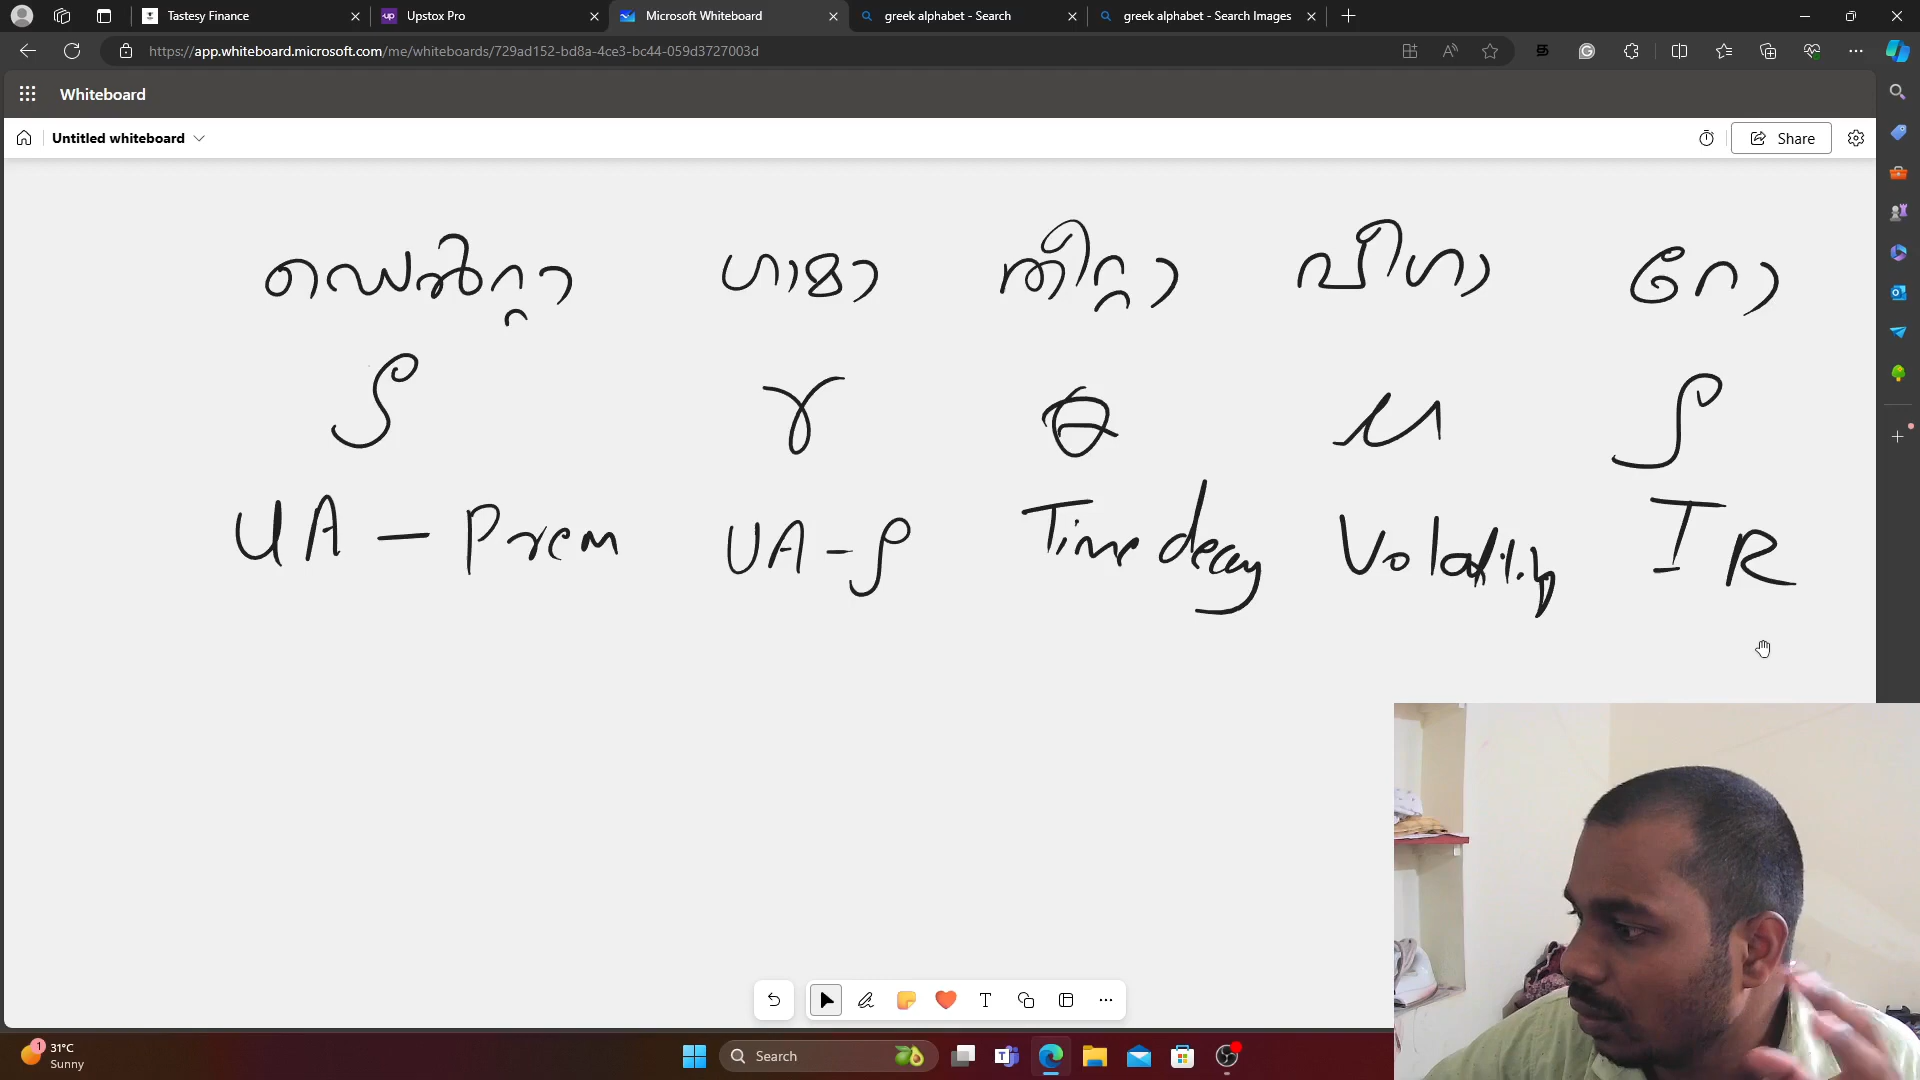 Tastesy Finance Upstox Pro Microsoft Whiteboard greek alphabet - Search greek alphabet - Search Images
https://app.whiteboard.microsoft.com/me/whiteboards/729ad152-bd8a-4ce3-bc44-059d3727003d
Whiteboard
Untitled whiteboard Share
ഡെൽറ്റാ ഗാമാ തീറ്റാ വീഗാ റോ
δ γ θ μ ρ
UA - Prem UA - ρ Time decay Volatility IR
1 31°C
Sunny
Search